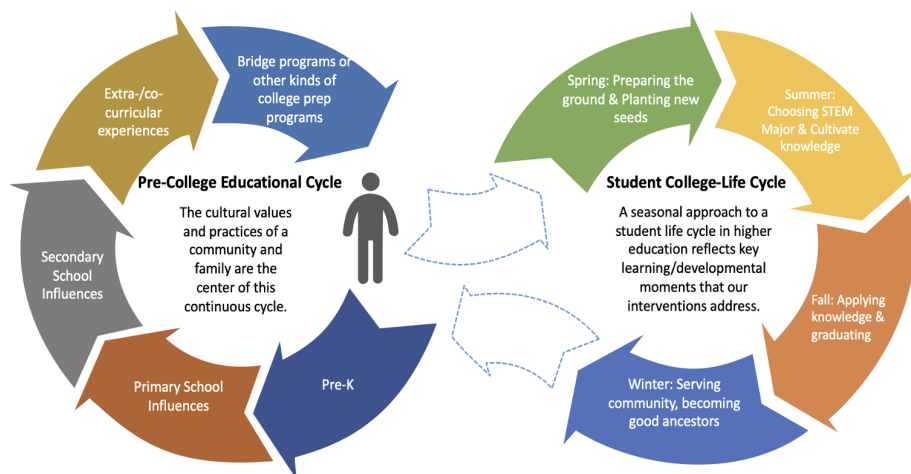 Bridge programs or
other kinds of
college prep
programs
Extra-/co-
curricular
experiences
Pre-College Educational Cycle
The cultural values
and practices of a
community and
family are the
center of this
continuous cycle.
Secondary
School
Influences
Primary School
Influences
Pre-K
Spring: Preparing the
ground & Planting new
seeds
Summer:
Choosing STEM
Major & Cultivate
knowledge
Student College-Life Cycle
A seasonal approach to a
student life cycle in higher
education reflects key
learning/developmental
moments that our
interventions address.
Fall: Applying
knowledge &
graduating
Winter: Serving
community, becoming
good ancestors